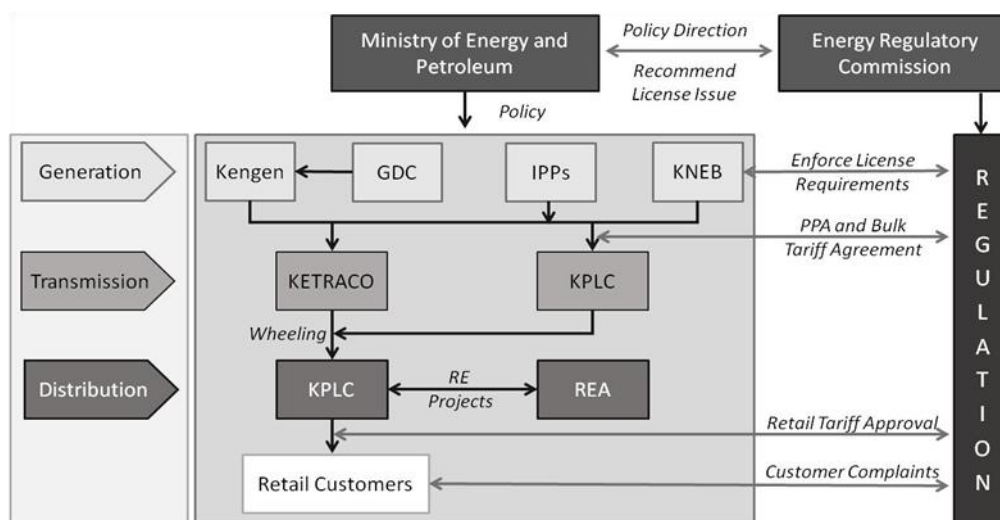 Ministry of Energy and
Petroleum
Policy Direction
Recommend
License Issue
Energy Regulatory
Commission
Policy
Generation
Kengen
GDC
IPPs
KNEB
Enforce License
Requirements
PPA and Bulk
Tariff Agreement
Transmission
KETRACO
KPLC
Wheeling
Distribution
KPLC
RE
Projects
REA
Retail Tariff Approval
Retail Customers
Customer Complaints
REGULATION